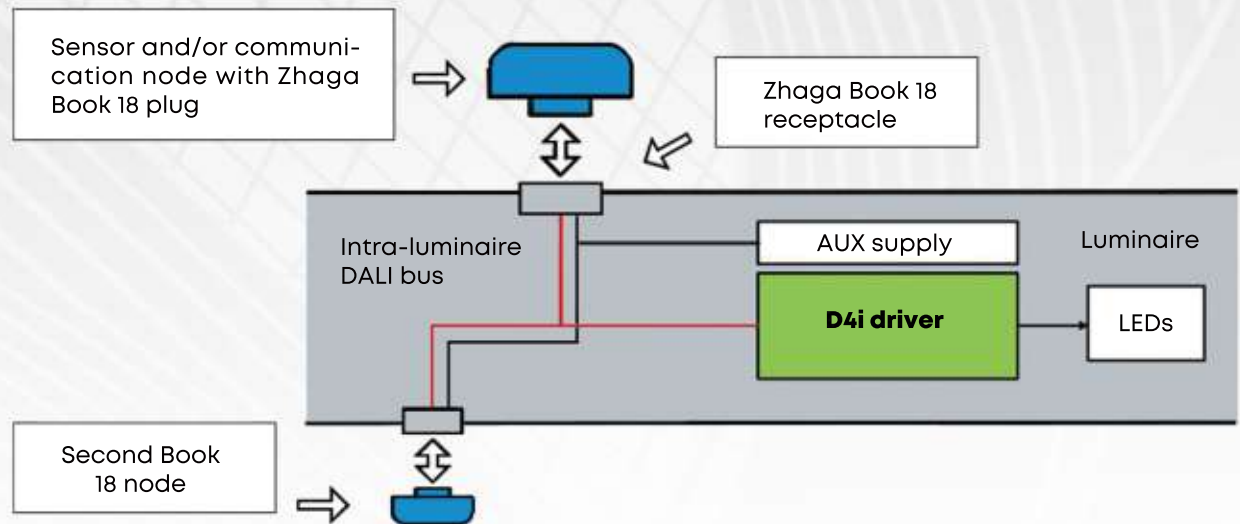 Sensor and/or communi-
cation node with Zhaga
Book 18 plug
Zhaga Book 18
receptacle
Intra-luminaire
DALI bus
AUX supply
Luminaire
D4i driver
LEDs
Second Book
18 node